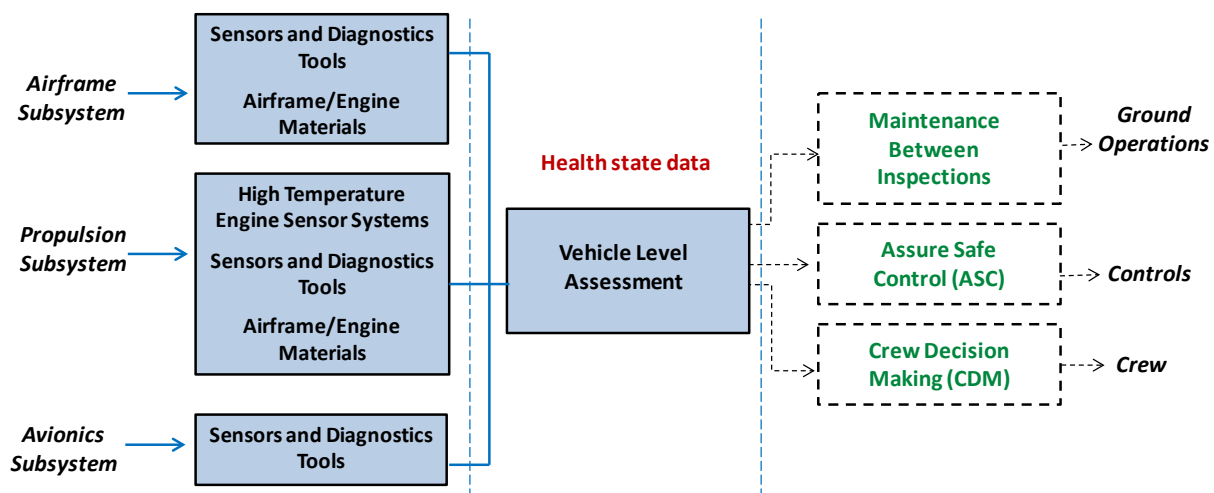 Airframe
Subsystem
Sensors and Diagnostics
Tools
Airframe/Engine
Materials
Propulsion
Subsystem
High Temperature
Engine Sensor Systems
Sensors and Diagnostics
Tools
Airframe/Engine
Materials
Avionics
Subsystem
Sensors and Diagnostics
Tools
Health state data
Vehicle Level
Assessment
Maintenance
Between
Inspections
Ground
Operations
Assure Safe
Control (ASC)
Controls
Crew Decision
Making (CDM)
Crew